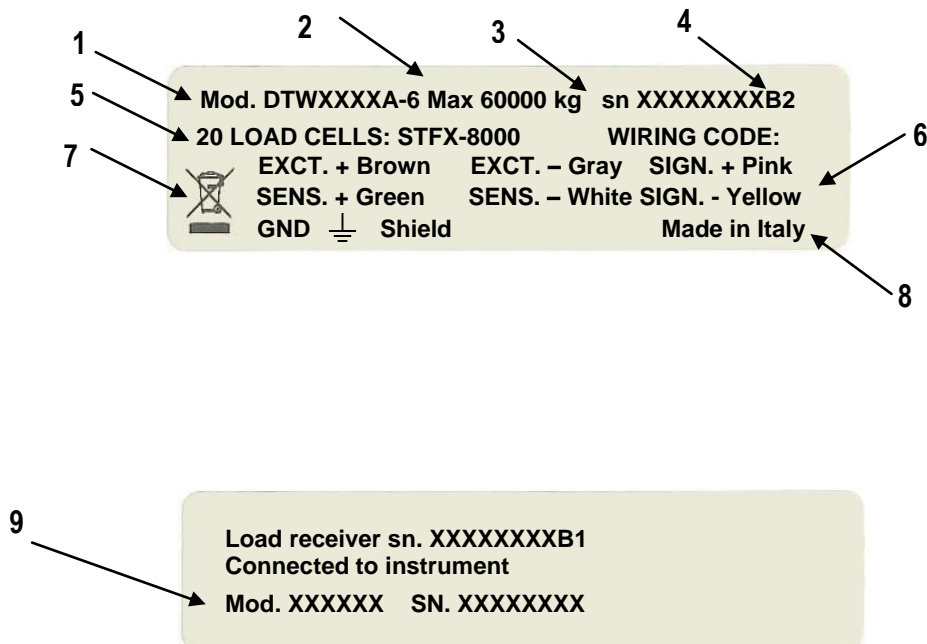 1
2
3
4
Mod. DTWXXXXA-6 Max 60000 kg sn XXXXXXXXB2
5
20 LOAD CELLS: STFX-8000 WIRING CODE:
6
7
EXCT. + Brown EXCT. – Gray SIGN. + Pink
SENS. + Green SENS. – White SIGN. - Yellow
GND Shield Made in Italy
8
9
Load receiver sn. XXXXXXXXB1
Connected to instrument
Mod. XXXXXX SN. XXXXXXXX